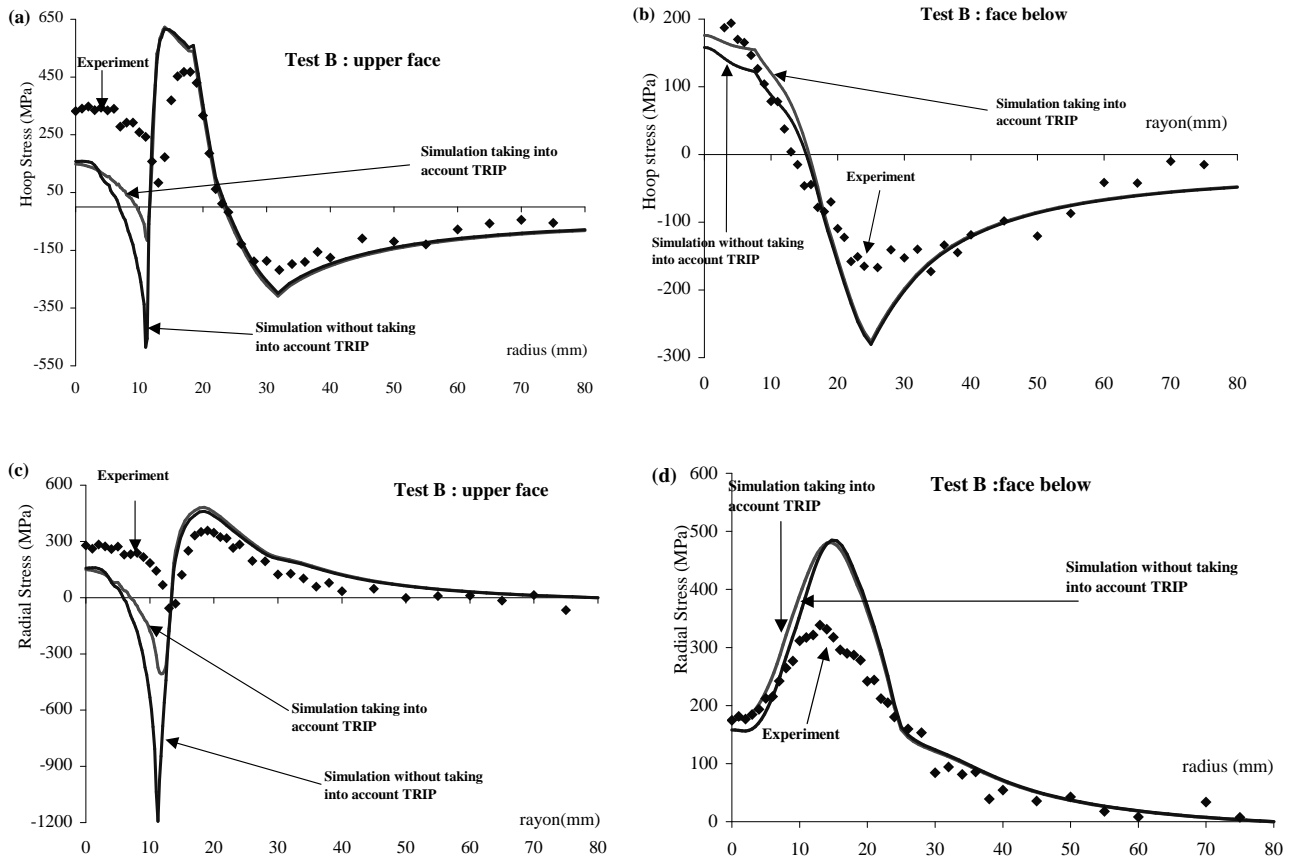 (a)
650
450
250
50
-150
-350
-550
Hoop Stress (MPa)
Experiment
Test B : upper face
Simulation taking into
account TRIP
Simulation without taking
into account TRIP
radius (mm)
0 10 20 30 40 50 60 70 80
(b)
Test B : face below
200
100
0
-100
-200
-300
Hoop stress (MPa)
Simulation taking into
account TRIP
rayon(mm)
Experiment
Simulation without taking
into account TRIP
0 10 20 30 40 50 60 70 80
(c)
Experiment
Test B : upper face
600
300
0
-300
-600
-900
-1200
Radial Stress (MPa)
Simulation taking into
account TRIP
Simulation without taking
into account TRIP
rayon(mm)
0 10 20 30 40 50 60 70 80
(d)
Test B :face below
600
500
400
300
200
100
0
Radial Stress (MPa)
Simulation taking into
account TRIP
Simulation without taking
into account TRIP
Experiment
radius (mm)
0 10 20 30 40 50 60 70 80